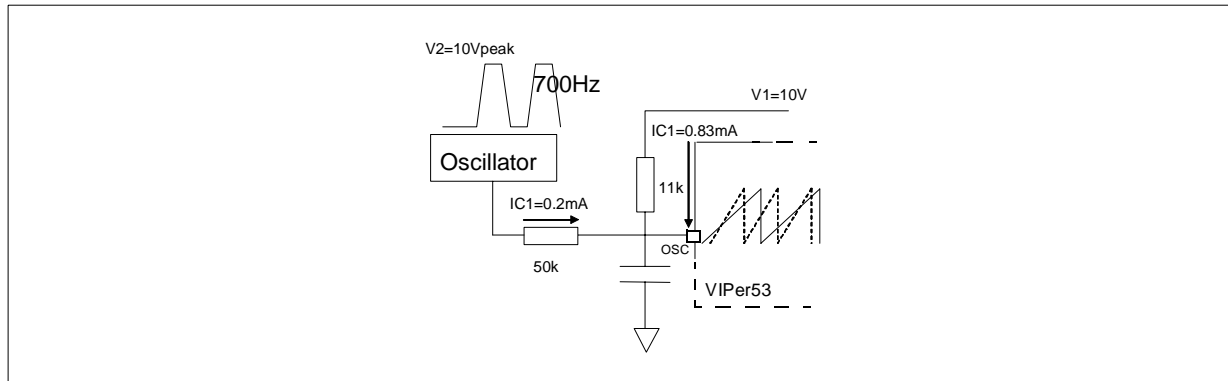 V2=10Vpeak
700Hz
V1=10V
IC1=0.83mA
Oscillator
11k
IC1=0.2mA
OSC
50k
VIPer53